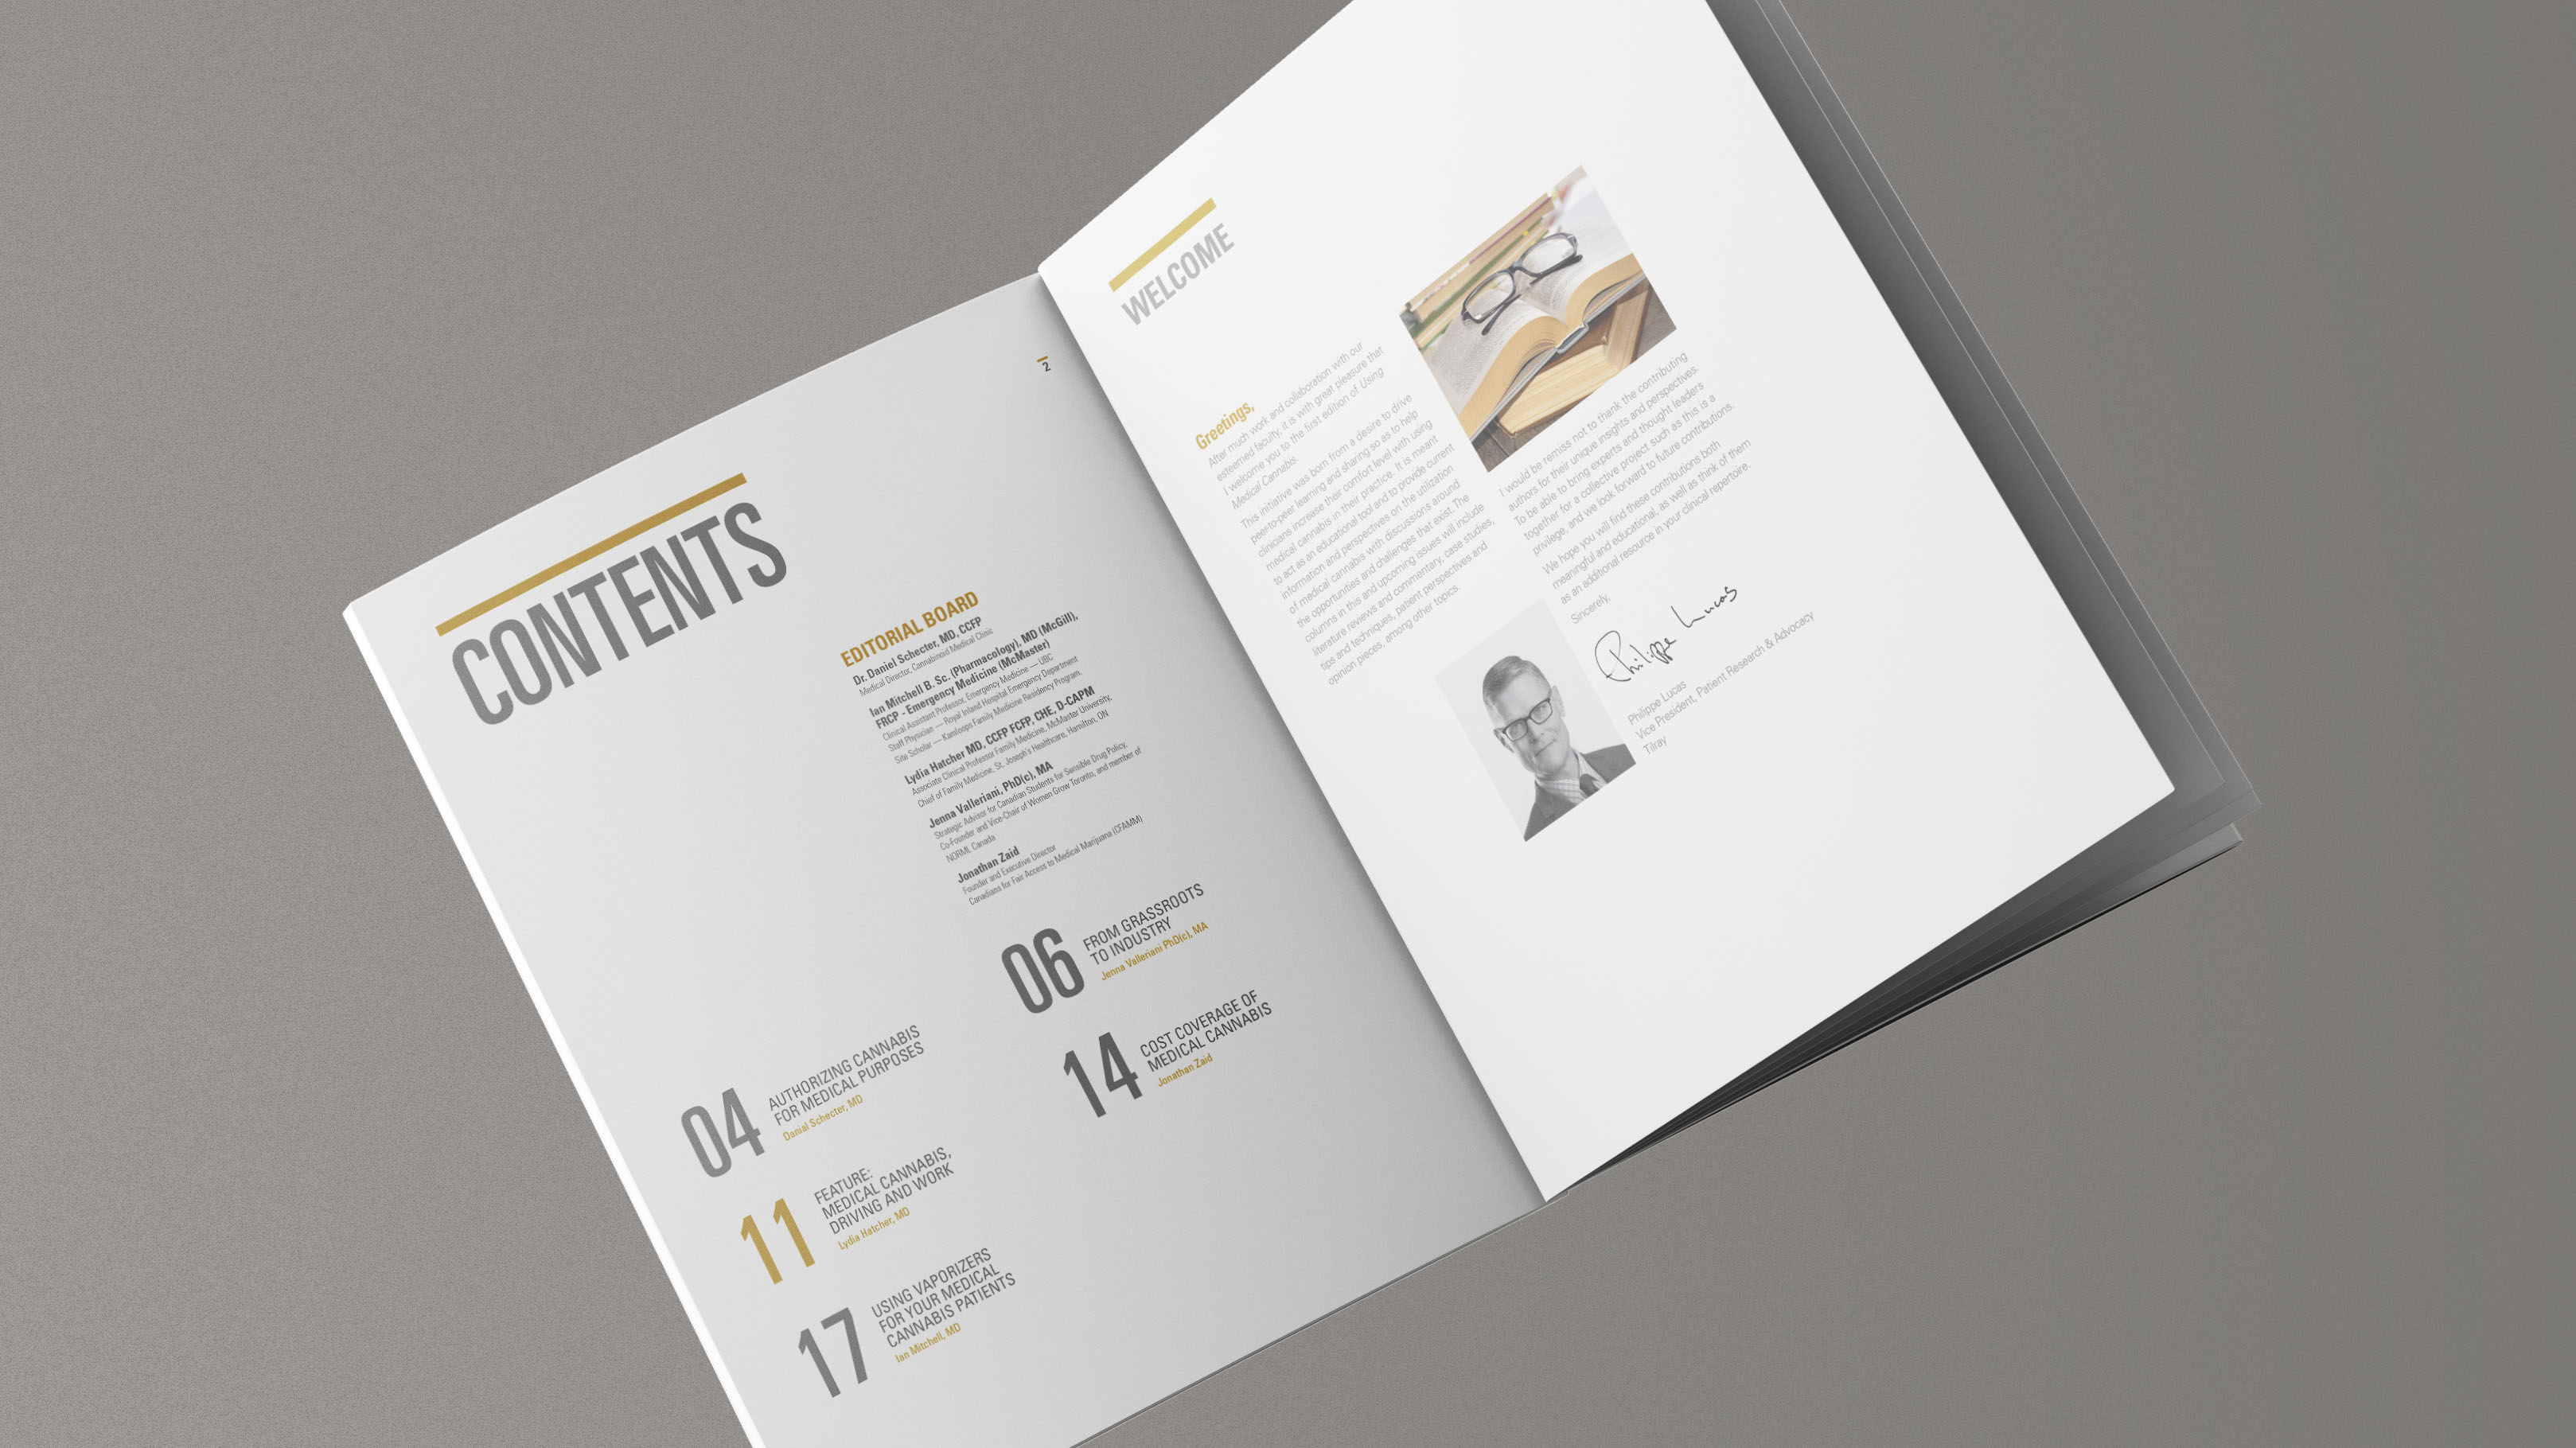 2
CONTENTS
EDITORIAL BOARD
Dr. Daniel Schecter, MD, CCFP
Medical Director, Cannabinoid Medical Clinic
Ian Mitchell B. Sc. (Pharmacology), MD (McGill),
FRCP - Emergency Medicine (McMaster)
Clinical Assistant Professor, Emergency Medicine — UBC
Staff Physician — Royal Inland Hospital Emergency Department
Site Scholar — Kamloops Family Medicine Residency Program.
Lydia Hatcher MD, CCFP FCFP, CHE, D-CAPM
Associate Clinical Professor Family Medicine, McMaster University,
Chief of Family Medicine, St. Joseph's Healthcare, Hamilton, ON
Jenna Valleriani, PhD(c), MA
Strategic Advisor for Canadian Students for Sensible Drug Policy,
Co-Founder and Vice-Chair of Women Grow Toronto, and member of
NORML Canada
Jonathan Zaid
Founder and Executive Director
Canadians for Fair Access to Medical Marijuana (CFAMM)
04
AUTHORIZING CANNABIS
FOR MEDICAL PURPOSES
Danial Schecter, MD
11
FEATURE:
MEDICAL CANNABIS,
DRIVING AND WORK
Lydia Hatcher, MD
17
USING VAPORIZERS
FOR YOUR MEDICAL
CANNABIS PATIENTS
Ian Mitchell, MD
06
FROM GRASSROOTS
TO INDUSTRY
Jenna Valleriani PhD(c), MA
14
COST COVERAGE OF
MEDICAL CANNABIS
Jonathan Zaid
WELCOME
Greetings,
After much work and collaboration with our
esteemed faculty, it is with great pleasure that
I welcome you to the first edition of Using
Medical Cannabis.
This initiative was born from a desire to drive
peer-to-peer learning and sharing so as to help
clinicians increase their comfort level with using
medical cannabis in their practice. It is meant
to act as an educational tool and to provide current
information and perspectives on the utilization
of medical cannabis with discussions around
the opportunities and challenges that exist. The
columns in this and upcoming issues will include
literature reviews and commentary, case studies,
tips and techniques, patient perspectives and
opinion pieces, among other topics.
I would be remiss not to thank the contributing
authors for their unique insights and perspectives.
To be able to bring experts and thought leaders
together for a collective project such as this is a
privilege, and we look forward to future contributions.
We hope you will find these contributions both
meaningful and educational, as well as think of them
as an additional resource in your clinical repertoire.
Sincerely,
Philippe Lucas
Philippe Lucas
Vice President, Patient Research & Advocacy
Tilray